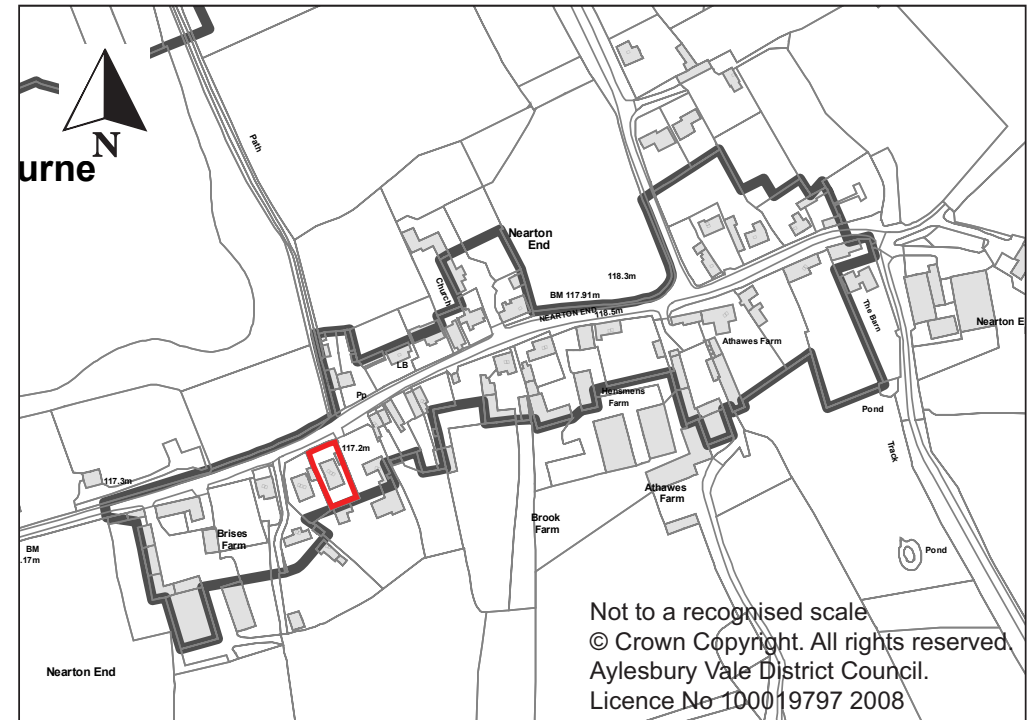 N
urne
Path
Nearton
End
Church
118.3m
BM 117.91m
NEARTON END
118.5m
LB
Pp
Hensmens
Farm
Athawes Farm
The Barn
Nearton E
Pond
Track
117.2m
117.3m
BM
.17m
Brises
Farm
Brook
Farm
Athawes
Farm
Pond
Nearton End
Not to a recognised scale
© Crown Copyright. All rights reserved.
Aylesbury Vale District Council.
Licence No 100019797 2008